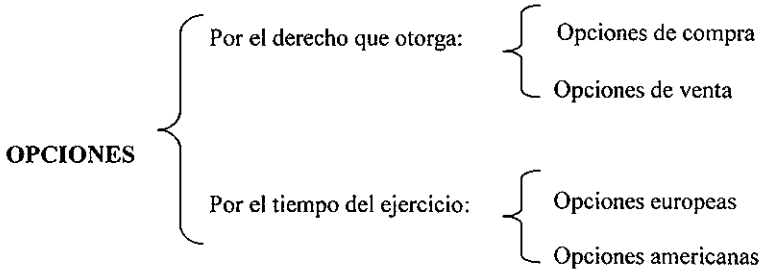 Por el derecho que otorga:
Opciones de compra
Opciones de venta
OPCIONES
Por el tiempo del ejercicio:
Opciones europeas
Opciones americanas